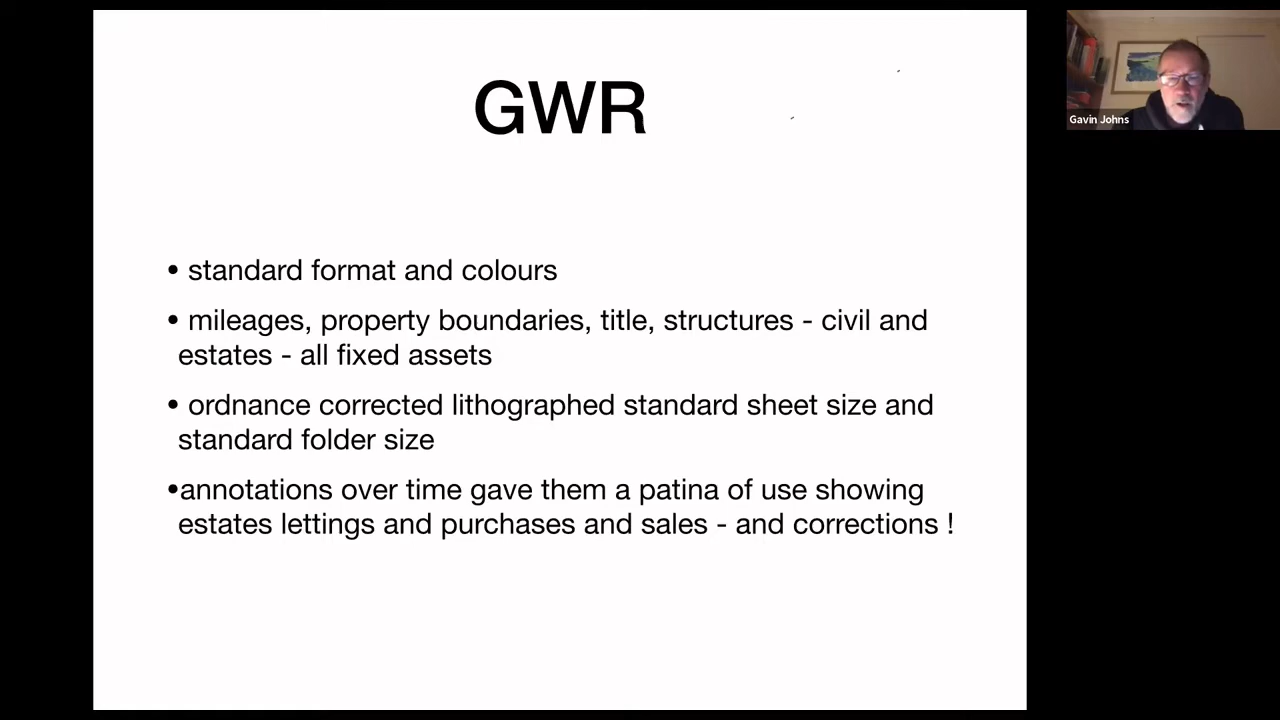 GWR
• standard format and colours
• mileages, property boundaries, title, structures - civil and
estates - all fixed assets
• ordnance corrected lithographed standard sheet size and
standard folder size
•annotations over time gave them a patina of use showing
estates lettings and purchases and sales - and corrections !
Gavin Johns